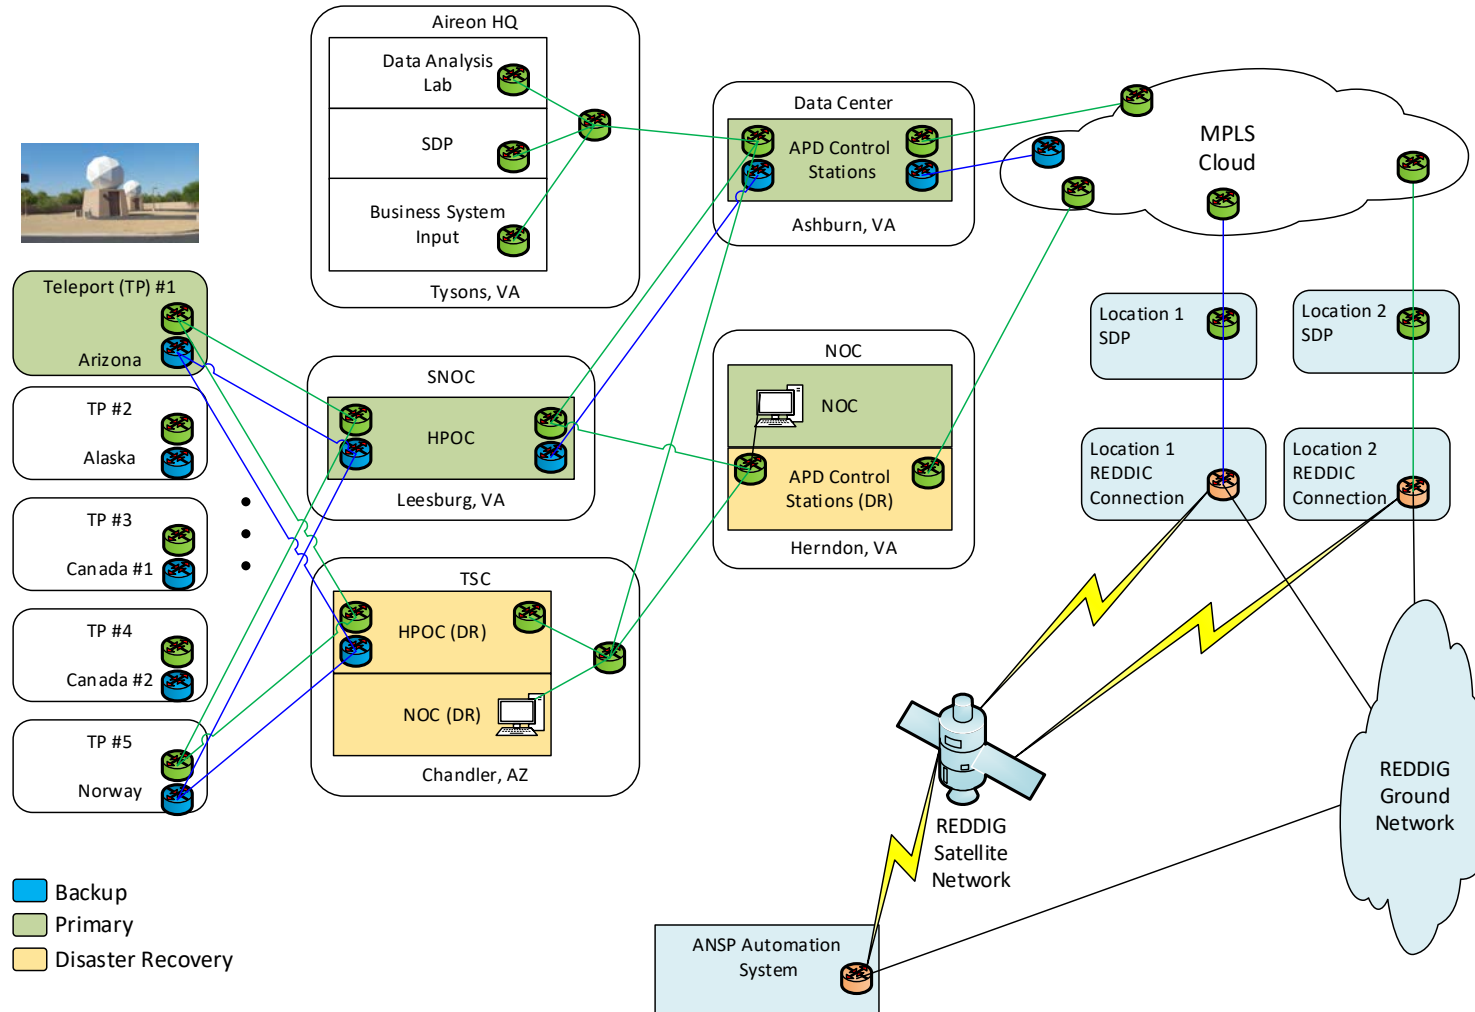 Aireon HQ
Data Analysis
Lab
SDP
Business System
Input
Tysons, VA
Data Center
APD Control
Stations
Ashburn, VA
MPLS
Cloud
Teleport (TP) #1
Arizona
TP #2
Alaska
TP #3
Canada #1
TP #4
Canada #2
TP #5
Norway
SNOC
HPOC
Leesburg, VA
TSC
HPOC (DR)
NOC (DR)
Chandler, AZ
NOC
NOC
APD Control
Stations (DR)
Herndon, VA
Location 1
SDP
Location 2
SDP
Location 1
REDDIC
Connection
Location 2
REDDIC
Connection
REDDIG
Satellite
Network
REDDIG
Ground
Network
ANSP Automation
System
Backup
Primary
Disaster Recovery